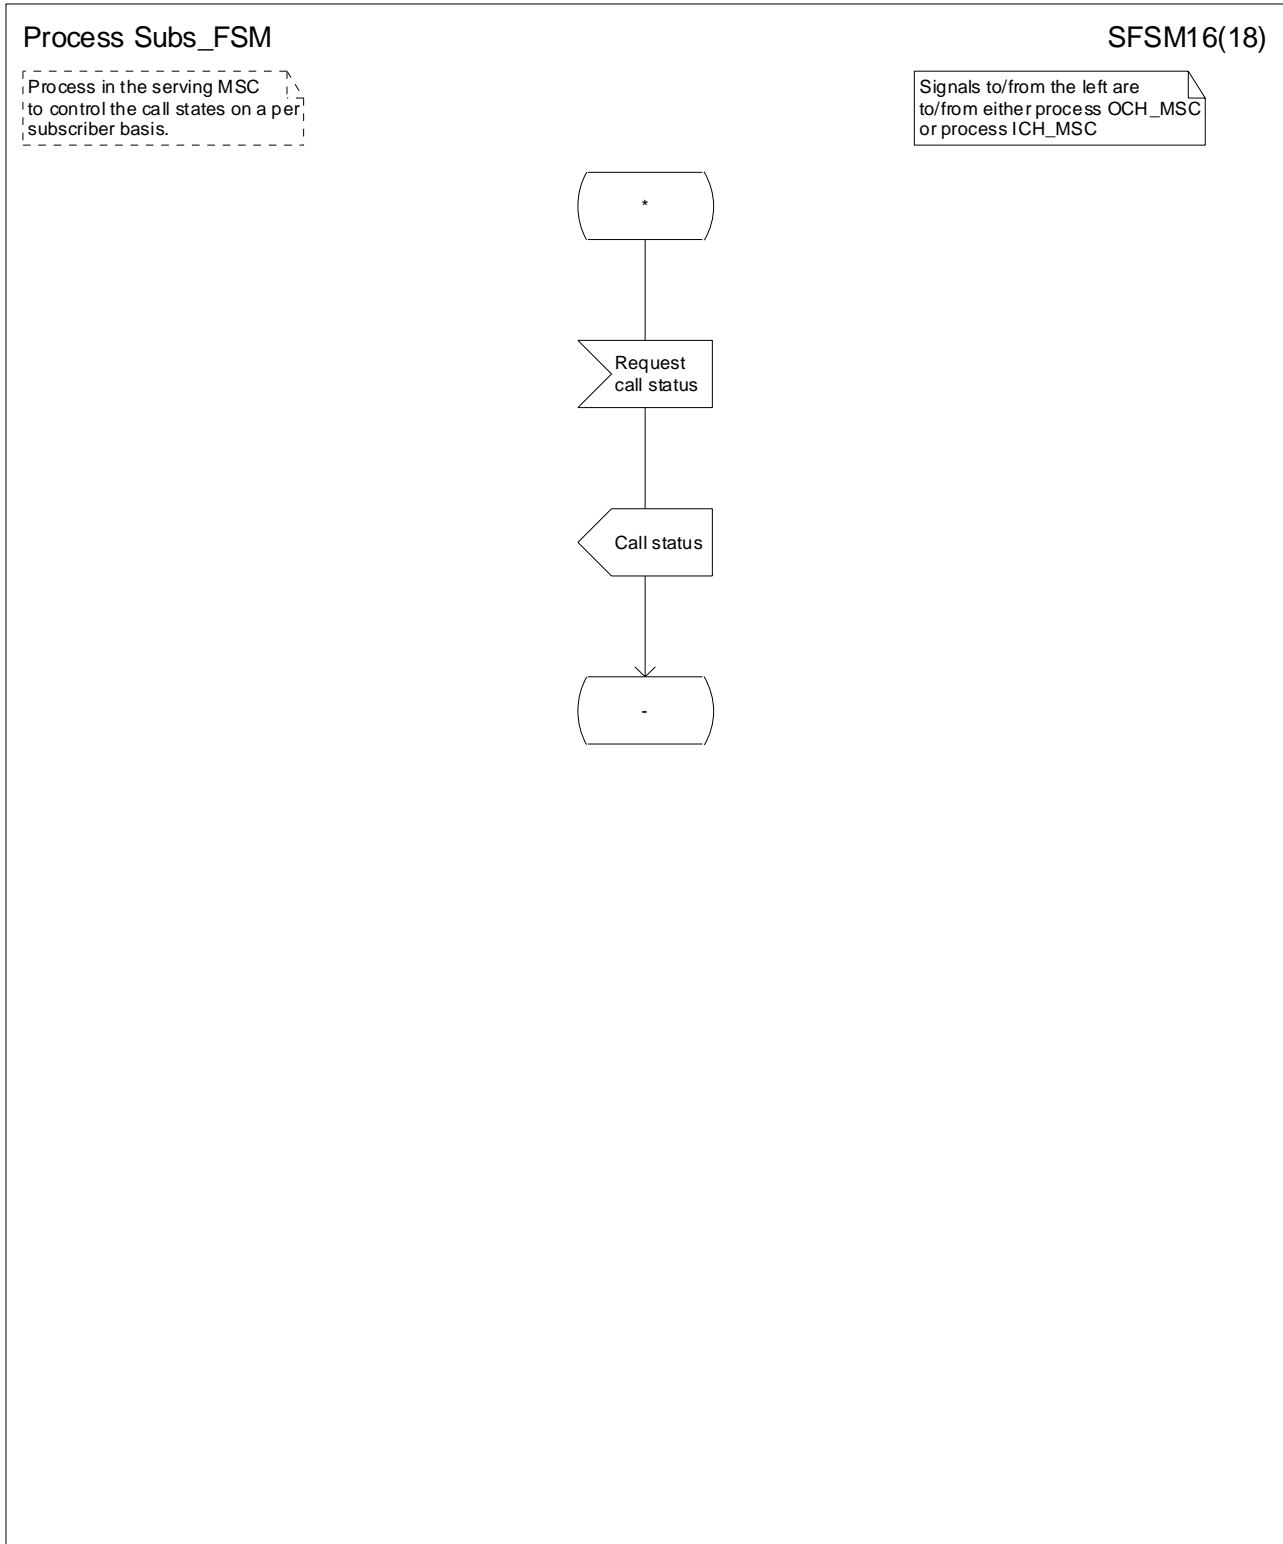 Process Subs_FSM
SFSM16(18)
Process in the serving MSC
to control the call states on a per
subscriber basis.
Signals to/from the left are
to/from either process OCH_MSC
or process ICH_MSC
*
Request
call status
Call status
-